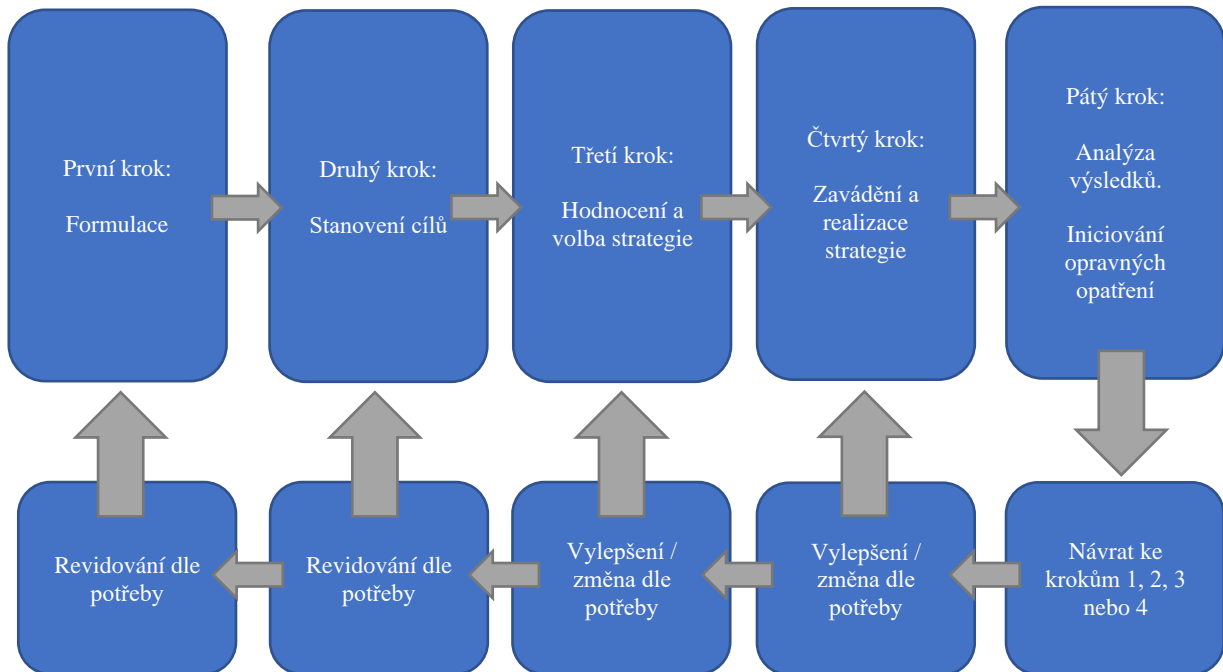 První krok:
Formulace
Druhý krok:
Stanovení cílů
Třetí krok:
Hodnocení a
volba strategie
Čtvrtý krok:
Zavádění a
realizace
strategie
Pátý krok:
Analýza
výsledků.
Iniciování
opravných
opatření
Revidování dle
potřeby
Revidování dle
potřeby
Vylepšení /
změna dle
potřeby
Vylepšení /
změna dle
potřeby
Návrat ke
krokům 1, 2, 3
nebo 4